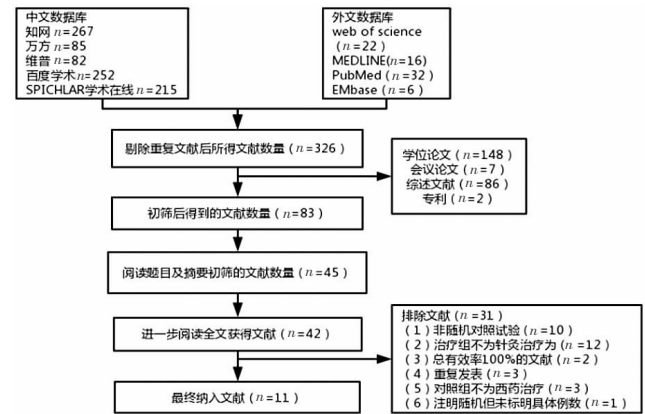 中文数据库
知网 n=267
万方 n=85
维普 n=82
百度学术n=252
SPICHLAR学术在线 n=215
外文数据库
web of science
（n=22）
MEDLINE(n=16)
PubMed（n=32）
EMbase（n=6）
剔除重复文献后所得文献数量（n=326）
学位论文（n=148）
会议论文（n=7）
综述文献（n=86）
专利（n=2）
初筛后得到的文献数量（n=83）
阅读题目及摘要初筛的文献数量（n=45）
进一步阅读全文获得文献（n=42）
排除文献（n=31）
（1）非随机对照试验（n=10）
（2）治疗组不为针灸治疗为（n=12）
（3）总有效率100%的文献（n=2）
（4）重复发表（n=3）
（5）对照组不为西药治疗（n=3）
（6）注明随机但未标明具体例数（n=1）
最终纳入文献（n=11）